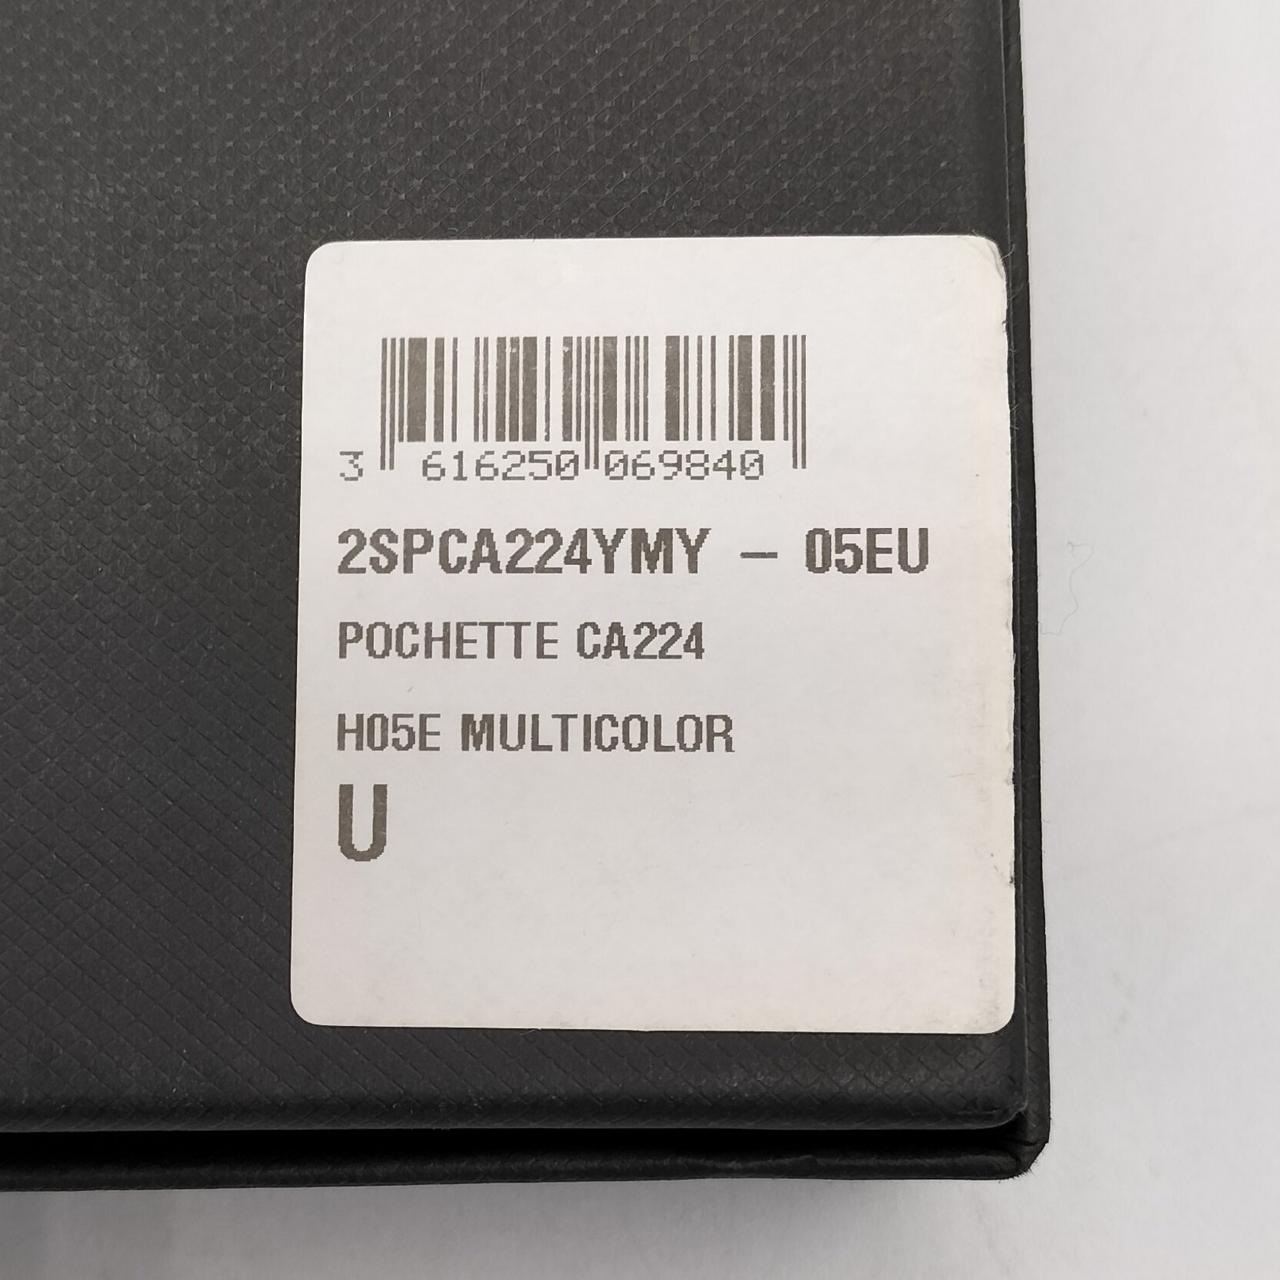 3 616250 069840
2SPCA224YMY - 05EU
POCHETTE CA224
H05E MULTICOLOR
U